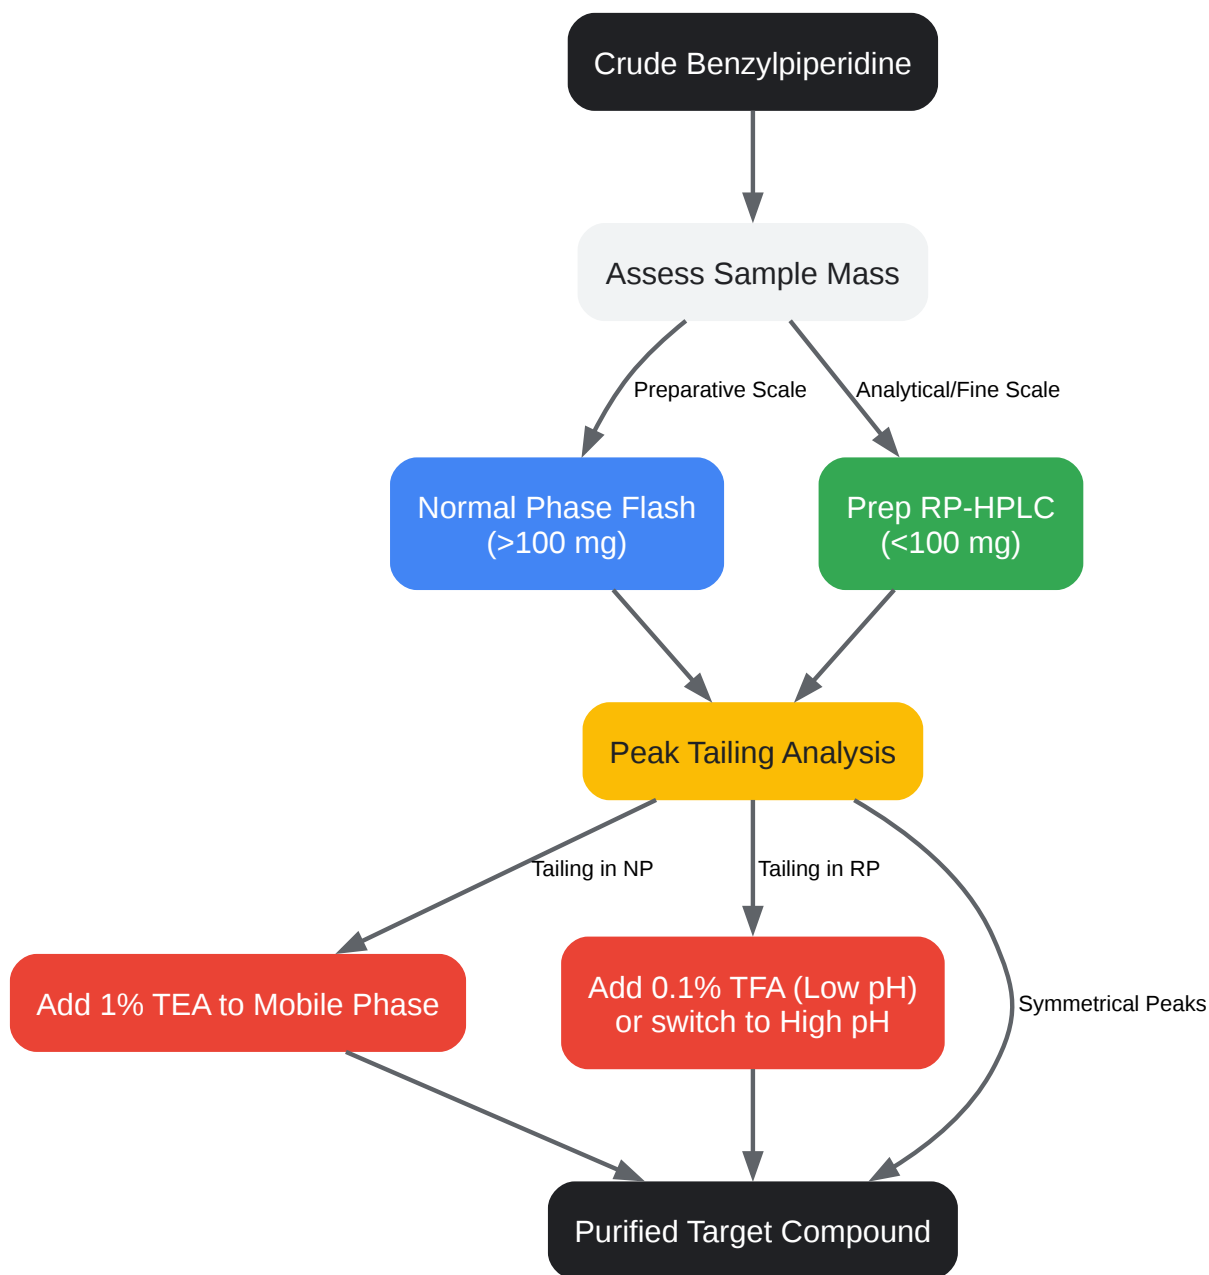 Crude Benzylpiperidine
Assess Sample Mass
Preparative Scale
Analytical/Fine Scale
Normal Phase Flash
(>100 mg)
Prep RP-HPLC
(<100 mg)
Peak Tailing Analysis
Tailing in NP
Tailing in RP
Add 1% TEA to Mobile Phase
Add 0.1% TFA (Low pH)
or switch to High pH
Symmetrical Peaks
Purified Target Compound